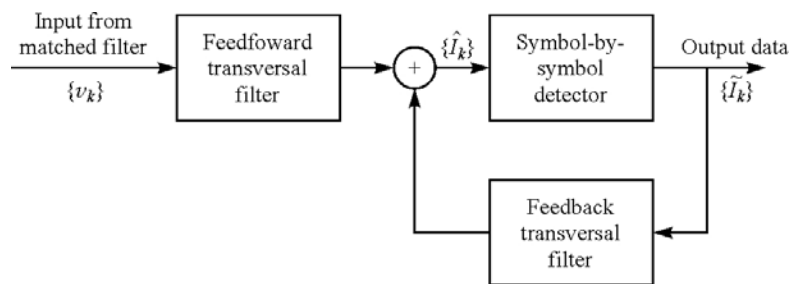 Input from
matched filter
{v_k}
Feedfoward
transversal
filter
+
{Î_k}
Symbol-by-
symbol
detector
Output data
{Ĩ_k}
Feedback
transversal
filter